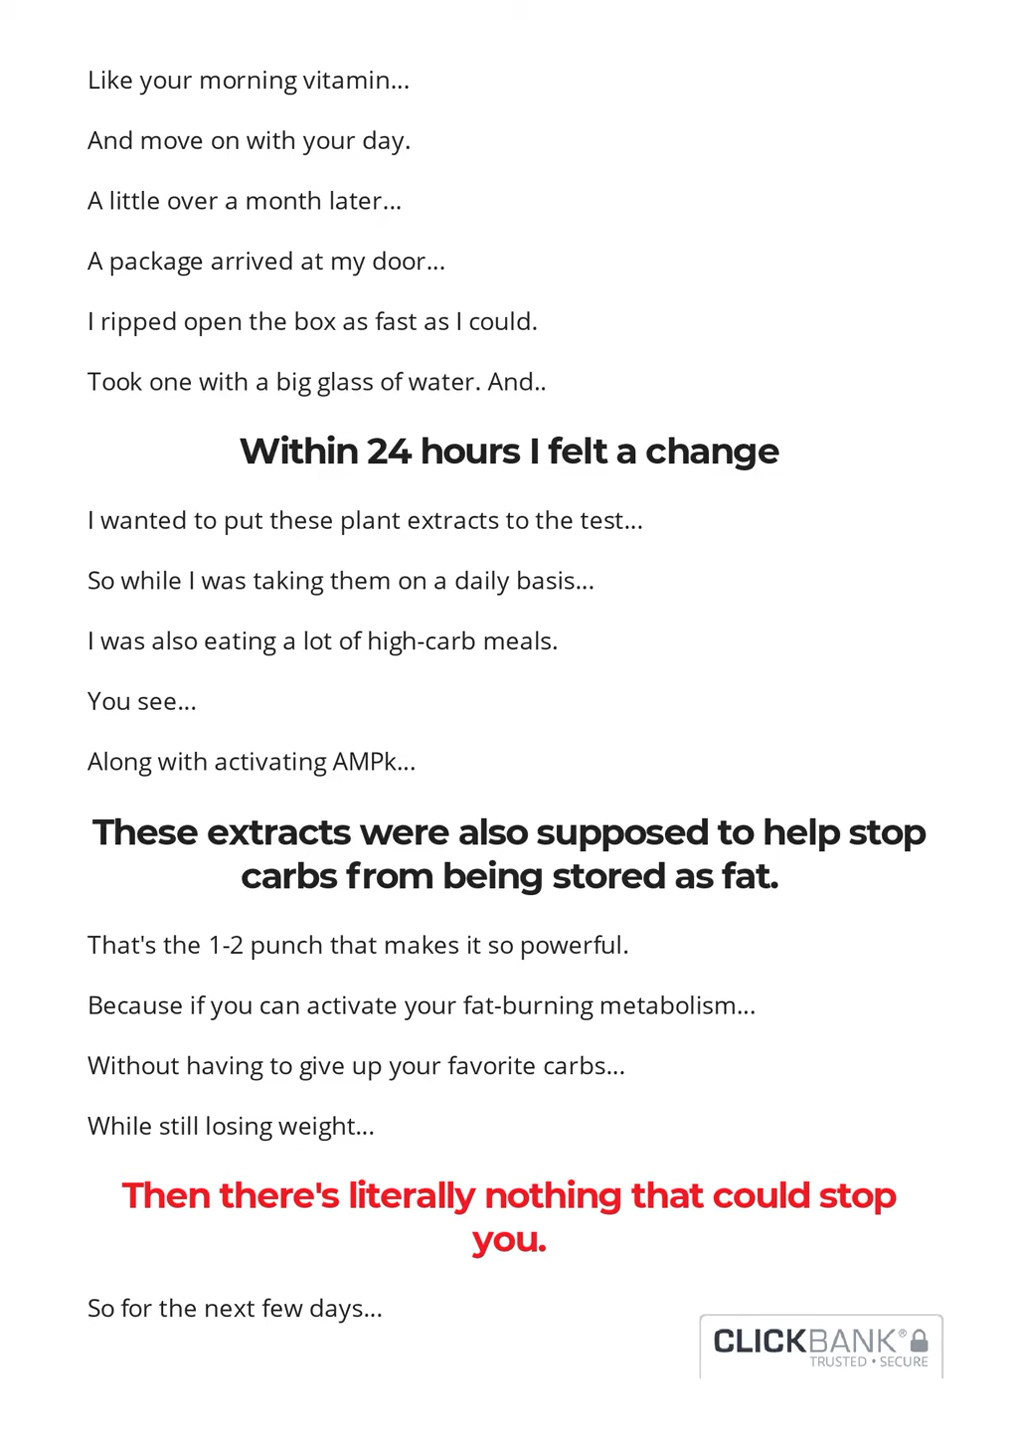 Like your morning vitamin...
And move on with your day.
A little over a month later...
A package arrived at my door...
I ripped open the box as fast as I could.
Took one with a big glass of water. And..
Within 24 hours I felt a change
I wanted to put these plant extracts to the test...
So while I was taking them on a daily basis...
I was also eating a lot of high-carb meals.
You see...
Along with activating AMPk...
These extracts were also supposed to help stop
carbs from being stored as fat.
That's the 1-2 punch that makes it so powerful.
Because if you can activate your fat-burning metabolism...
Without having to give up your favorite carbs...
While still losing weight...
Then there's literally nothing that could stop
you.
So for the next few days...
CLICKBANK®
TRUSTED • SECURE